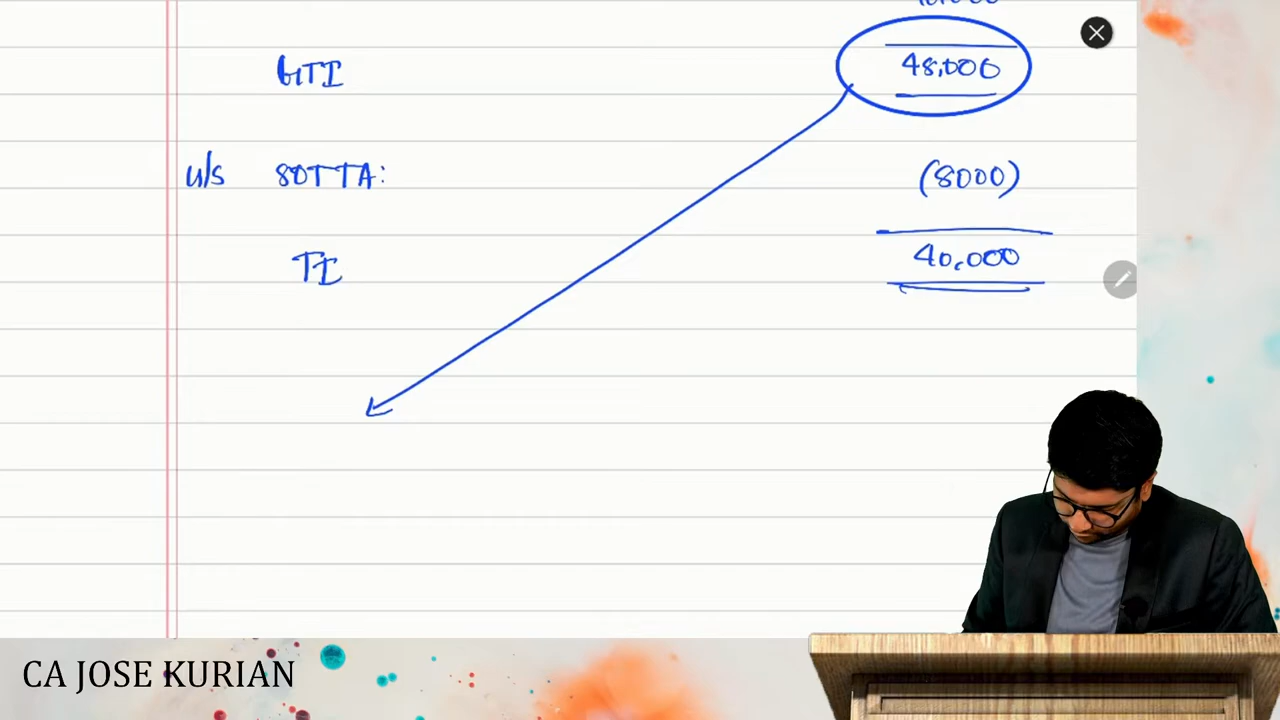 GTI 48,000
u/s 80TTA: (8000)
TI 40,000
CA JOSE KURIAN